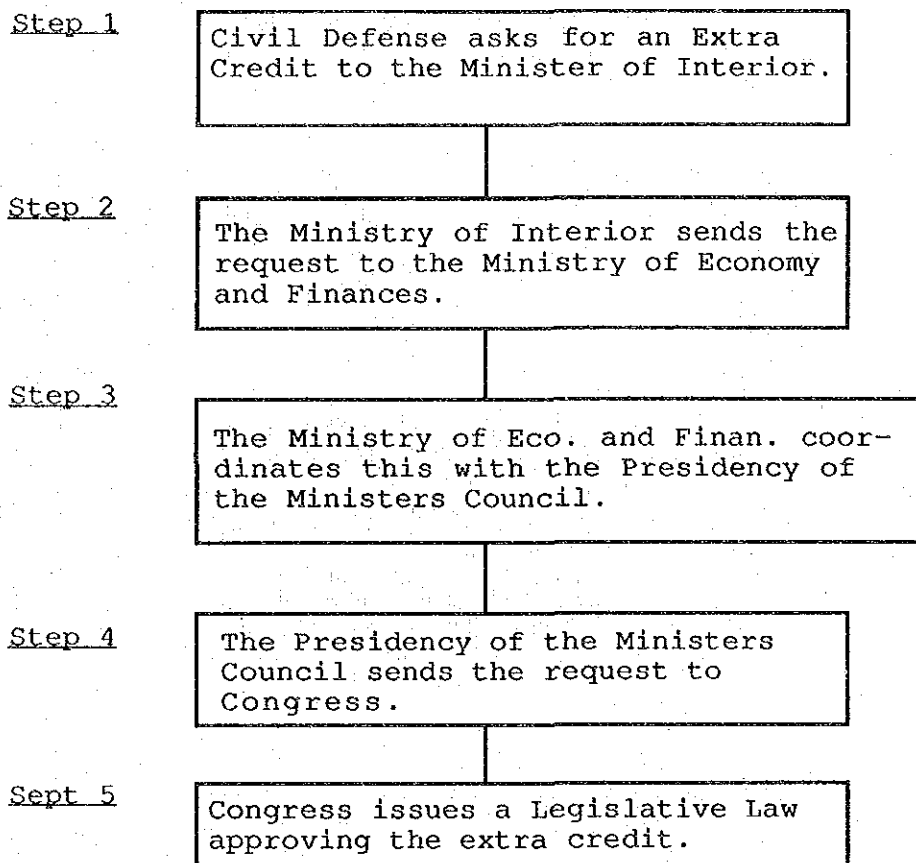 Step 1
Civil Defense asks for an Extra
Credit to the Minister of Interior.
Step 2
The Ministry of Interior sends the
request to the Ministry of Economy
and Finances.
Step 3
The Ministry of Eco. and Finan. coor-
dinates this with the Presidency of
the Ministers Council.
Step 4
The Presidency of the Ministers
Council sends the request to
Congress.
Sept 5
Congress issues a Legislative Law
approving the extra credit.